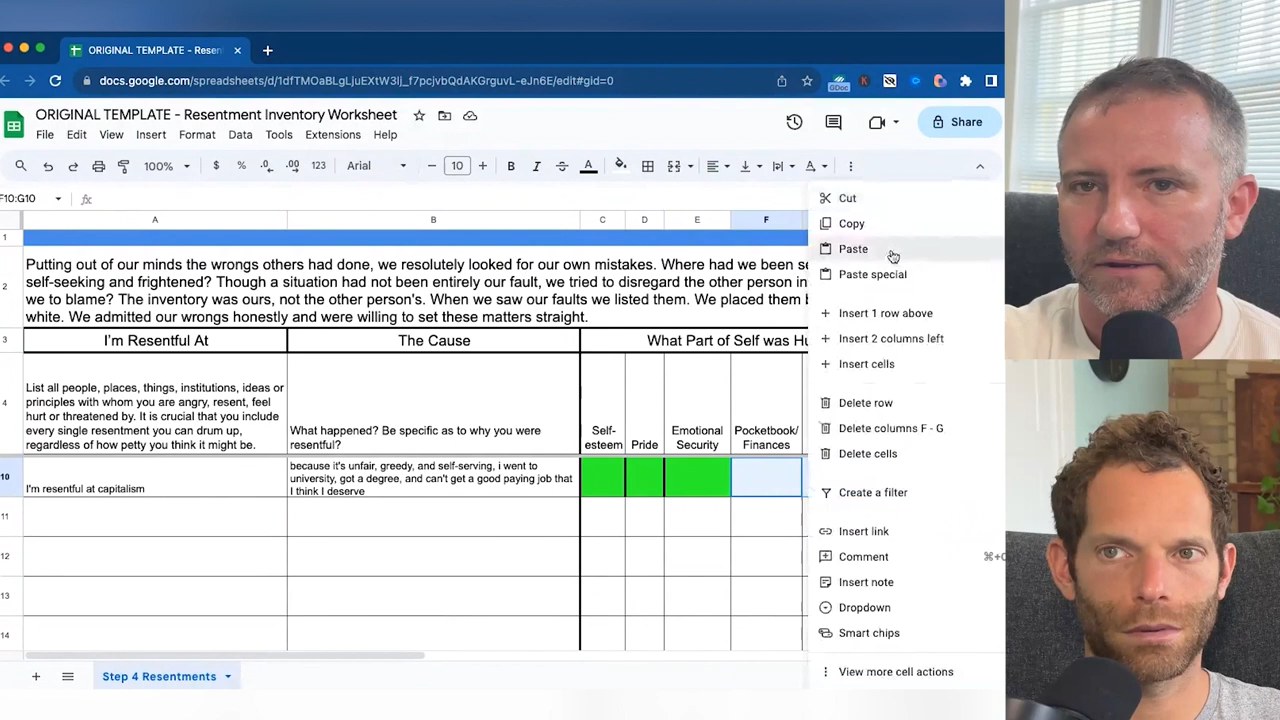 ORIGINAL TEMPLATE - Resen
docs.google.com/spreadsheets/d/1dfTMOaBLgLjuEXtW3lj_f7pcjvbQdAKGrguvL-eJn6E/edit#gid=0
GDoc
K
ORIGINAL TEMPLATE - Resentment Inventory Worksheet
File Edit View Insert Format Data Tools Extensions Help
Share
100% $ % .0 .00 123 Arial 10 B I S A
F10:G10 fx
A B C D E F
1
2
Putting out of our minds the wrongs others had done, we resolutely looked for our own mistakes. Where had we been s
self-seeking and frightened? Though a situation had not been entirely our fault, we tried to disregard the other person in
we to blame? The inventory was ours, not the other person's. When we saw our faults we listed them. We placed them b
white. We admitted our wrongs honestly and were willing to set these matters straight.
3 I'm Resentful At The Cause What Part of Self was Hu
4
List all people, places, things, institutions, ideas or
principles with whom you are angry, resent, feel
hurt or threatened by. It is crucial that you include
every single resentment you can drum up,
regardless of how petty you think it might be.
What happened? Be specific as to why you were
resentful?
Self-
esteem
Pride
Emotional
Security
Pocketbook/
Finances
10
I'm resentful at capitalism
because it's unfair, greedy, and self-serving, i went to
university, got a degree, and can't get a good paying job that
I think I deserve
11
12
13
14
Cut
Copy
Paste
Paste special
Insert 1 row above
Insert 2 columns left
Insert cells
Delete row
Delete columns F - G
Delete cells
Create a filter
Insert link
Comment ⌘+O
Insert note
Dropdown
Smart chips
View more cell actions
Step 4 Resentments